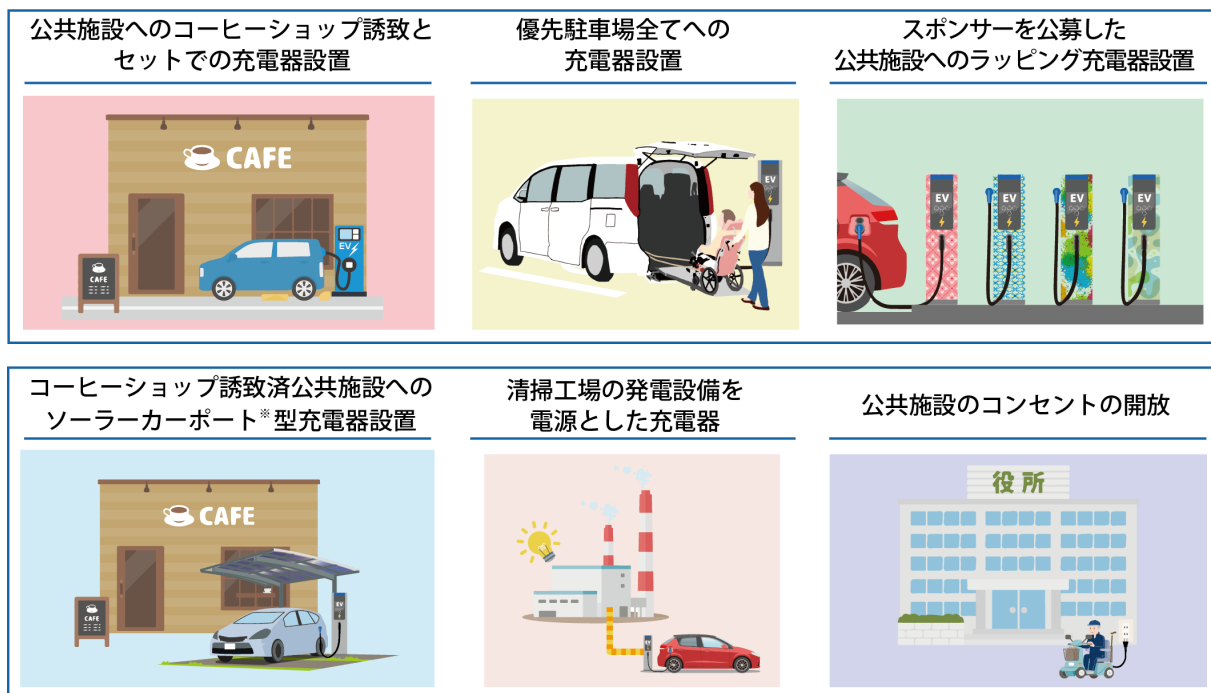 公共施設へのコーヒーショップ誘致と
セットでの充電器設置
優先駐車場全てへの
充電器設置
スポンサーを公募した
公共施設へのラッピング充電器設置
CAFE
EV
CAFE
EV
EV
EV
EV
EV
コーヒーショップ誘致済公共施設への
ソーラーカーポート※型充電器設置
清掃工場の発電設備を
電源とした充電器
公共施設のコンセントの開放
CAFE
EV
CAFE
役所